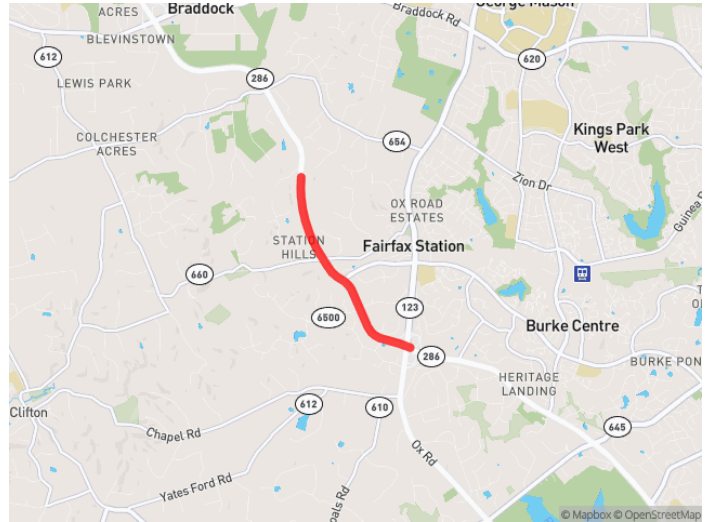 ACRES
BLEVINSTOWN
Braddock
Braddock Rd
George Mason
612
286
620
LEWIS PARK
COLCHESTER
ACRES
654
Kings Park
West
Zion Dr
OX ROAD
ESTATES
STATION
HILLS
Fairfax Station
660
6500
123
Burke Centre
286
HERITAGE
LANDING
BURKE PON
Clifton
612
610
Chapel Rd
645
Ox Rd
Yates Ford Rd
pals Rd
© Mapbox © OpenStreetMap